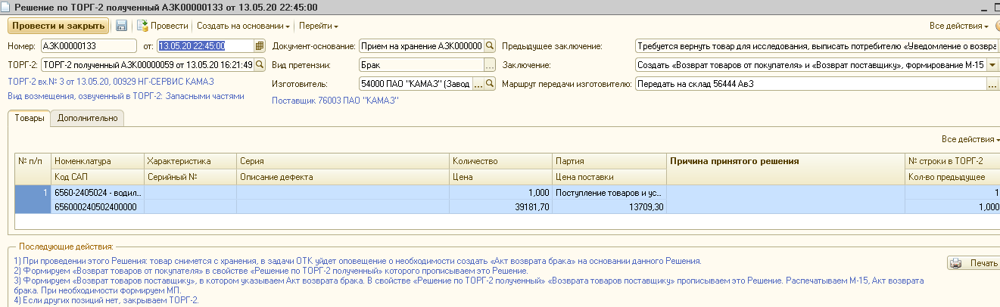 Решение по ТОРГ-2 полученный АЗК00000133 от 13.05.20 22:45:00
Провести и закрыть Провести Создать на основании Перейти Все действия
Номер: АЗК00000133 от: 13.05.20 22:45:00 Документ-основание: Прием на хранение АЗК000000 Предыдущее заключение: Требуется вернуть товар для исследования, выписать потребителю «Уведомление о возвра
ТОРГ-2: ТОРГ-2 полученный АЗК00000059 от 13.05.20 16:21:49 Вид претензии: Брак Заключение: Создать «Возврат товаров от покупателя» и «Возврат поставщику», формирование М-15
ТОРГ-2 вх.№ 3 от 13.05.20, 00929 НГ-СЕРВИС КАМАЗ Изготовитель: 54000 ПАО "КАМАЗ" (Завод Маршрут передачи изготовителю: Передать на склад 56444 АвЗ
Вид возмещения, озвученный в ТОРГ-2: Запасными частями Поставщик 76003 ПАО "КАМАЗ"
Товары Дополнительно
Все действия
№ п/п Номенклатура Характеристика Серия Количество Партия Причина принятого решения № строки в ТОРГ-2
Код САП Серийный № Описание дефекта Цена Цена поставки Кол-во предыдущее
1 6560-2405024 - водил... 1,000 Поступление товаров и ус... 1
656000240502400000 39181,70 13709,30 1,000
Последующие действия:
1) При проведении этого Решения: товар снимется с хранения, в задачи ОТК уйдет оповещение о необходимости создать «Акт возврата брака» на основании данного Решения.
2) Формируем «Возврат товаров от покупателя» в свойстве «Решение по ТОРГ-2 полученный» которого прописываем это Решение.
3) Формируем «Возврат товаров поставщику», в котором указываем Акт возврата брака. В свойстве «Решение по ТОРГ-2 полученный» «Возврата товаров поставщику» прописываем это Решение. Распечатываем М-15, Акт возврата
брака. При необходимости формируем МП.
4) Если других позиций нет, закрываем ТОРГ-2.
Печать